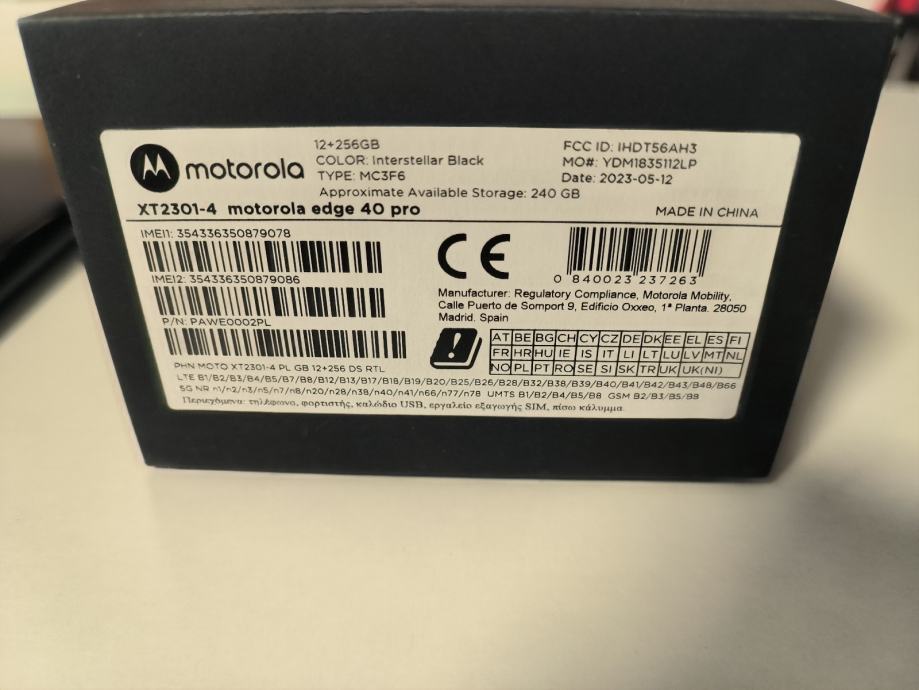 motorola
12+256GB
COLOR: Interstellar Black
TYPE: MC3F6
Approximate Available Storage: 240 GB
FCC ID: IHDT56AH3
MO#: YDM1835112LP
Date: 2023-05-12
XT2301-4 motorola edge 40 pro
MADE IN CHINA
IMEI1: 354336350879078
IMEI2: 354336350879086
P/N: PAWE0002PL
CE
0 840023 237263
Manufacturer: Regulatory Compliance, Motorola Mobility,
Calle Puerto de Somport 9, Edificio Oxxeo, 1ª Planta. 28050
Madrid. Spain
AT BE BG CH CY CZ DE DK EE EL ES FI
FR HR HU IE IS IT LI LT LU LV MT NL
NO PL PT RO SE SI SK TR UK UK(NI)
PHN MOTO XT2301-4 PL GB 12+256 DS RTL
LTE B1/B2/B3/B4/B5/B7/B8/B12/B13/B17/B18/B19/B20/B25/B26/B28/B32/B38/B39/B40/B41/B42/B43/B48/B66
5G NR n1/n2/n3/n5/n7/n8/n20/n28/n38/n40/n41/n66/n77/n78 UMTS B1/B2/B4/B5/B8 GSM B2/B3/B5/B8
Περιεχόμενα: τηλέφωνο, φορτιστής, καλώδιο USB, εργαλείο εξαγωγής SIM, πίσω κάλυμμα